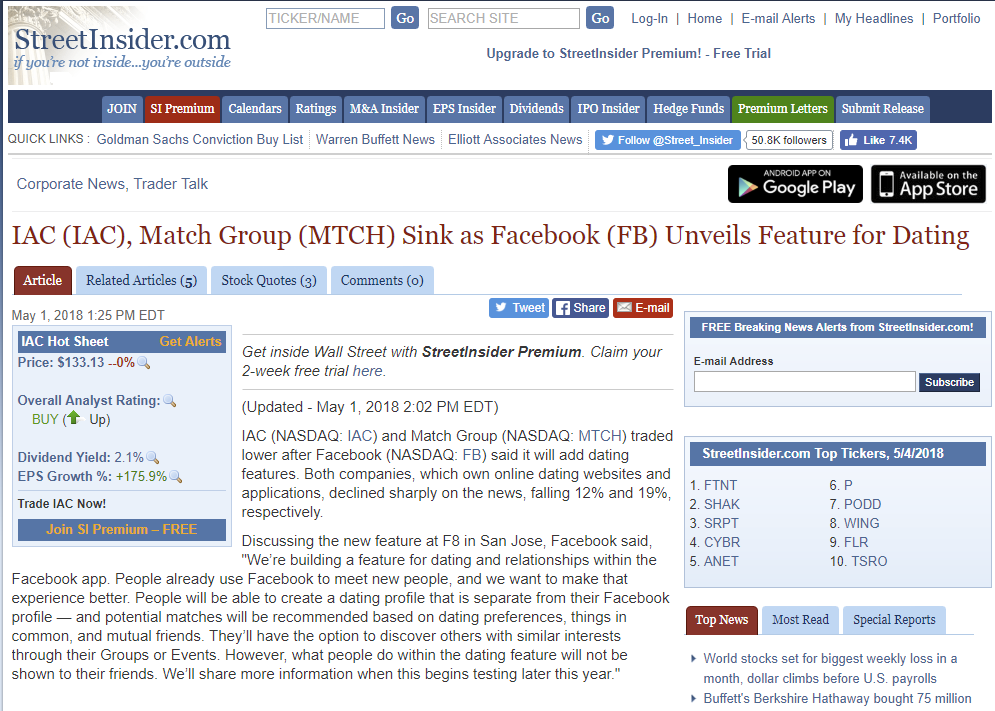 TICKER/NAME Go SEARCH SITE Go Log-In | Home | E-mail Alerts | My Headlines | Portfolio
StreetInsider.com
if you're not inside...you're outside
Upgrade to StreetInsider Premium! - Free Trial
JOIN SI Premium Calendars Ratings M&A Insider EPS Insider Dividends IPO Insider Hedge Funds Premium Letters Submit Release
QUICK LINKS : Goldman Sachs Conviction Buy List Warren Buffett News Elliott Associates News Follow @Street_Insider 50.8K followers Like 7.4K
Corporate News, Trader Talk
ANDROID APP ON
Google Play
Available on the
App Store
IAC (IAC), Match Group (MTCH) Sink as Facebook (FB) Unveils Feature for Dating
Article Related Articles (5) Stock Quotes (3) Comments (0)
Tweet Share E-mail
May 1, 2018 1:25 PM EDT
IAC Hot Sheet Get Alerts
Price: $133.13 --0%
Overall Analyst Rating:
BUY ( Up)
Dividend Yield: 2.1%
EPS Growth %: +175.9%
Trade IAC Now!
Join SI Premium – FREE
Get inside Wall Street with StreetInsider Premium. Claim your
2-week free trial here.
(Updated - May 1, 2018 2:02 PM EDT)
IAC (NASDAQ: IAC) and Match Group (NASDAQ: MTCH) traded
lower after Facebook (NASDAQ: FB) said it will add dating
features. Both companies, which own online dating websites and
applications, declined sharply on the news, falling 12% and 19%,
respectively.
Discussing the new feature at F8 in San Jose, Facebook said,
"We're building a feature for dating and relationships within the
Facebook app. People already use Facebook to meet new people, and we want to make that
experience better. People will be able to create a dating profile that is separate from their Facebook
profile — and potential matches will be recommended based on dating preferences, things in
common, and mutual friends. They'll have the option to discover others with similar interests
through their Groups or Events. However, what people do within the dating feature will not be
shown to their friends. We'll share more information when this begins testing later this year."
FREE Breaking News Alerts from StreetInsider.com!
E-mail Address
Subscribe
StreetInsider.com Top Tickers, 5/4/2018
1. FTNT
2. SHAK
3. SRPT
4. CYBR
5. ANET
6. P
7. PODD
8. WING
9. FLR
10. TSRO
Top News Most Read Special Reports
World stocks set for biggest weekly loss in a
month, dollar climbs before U.S. payrolls
Buffett's Berkshire Hathaway bought 75 million